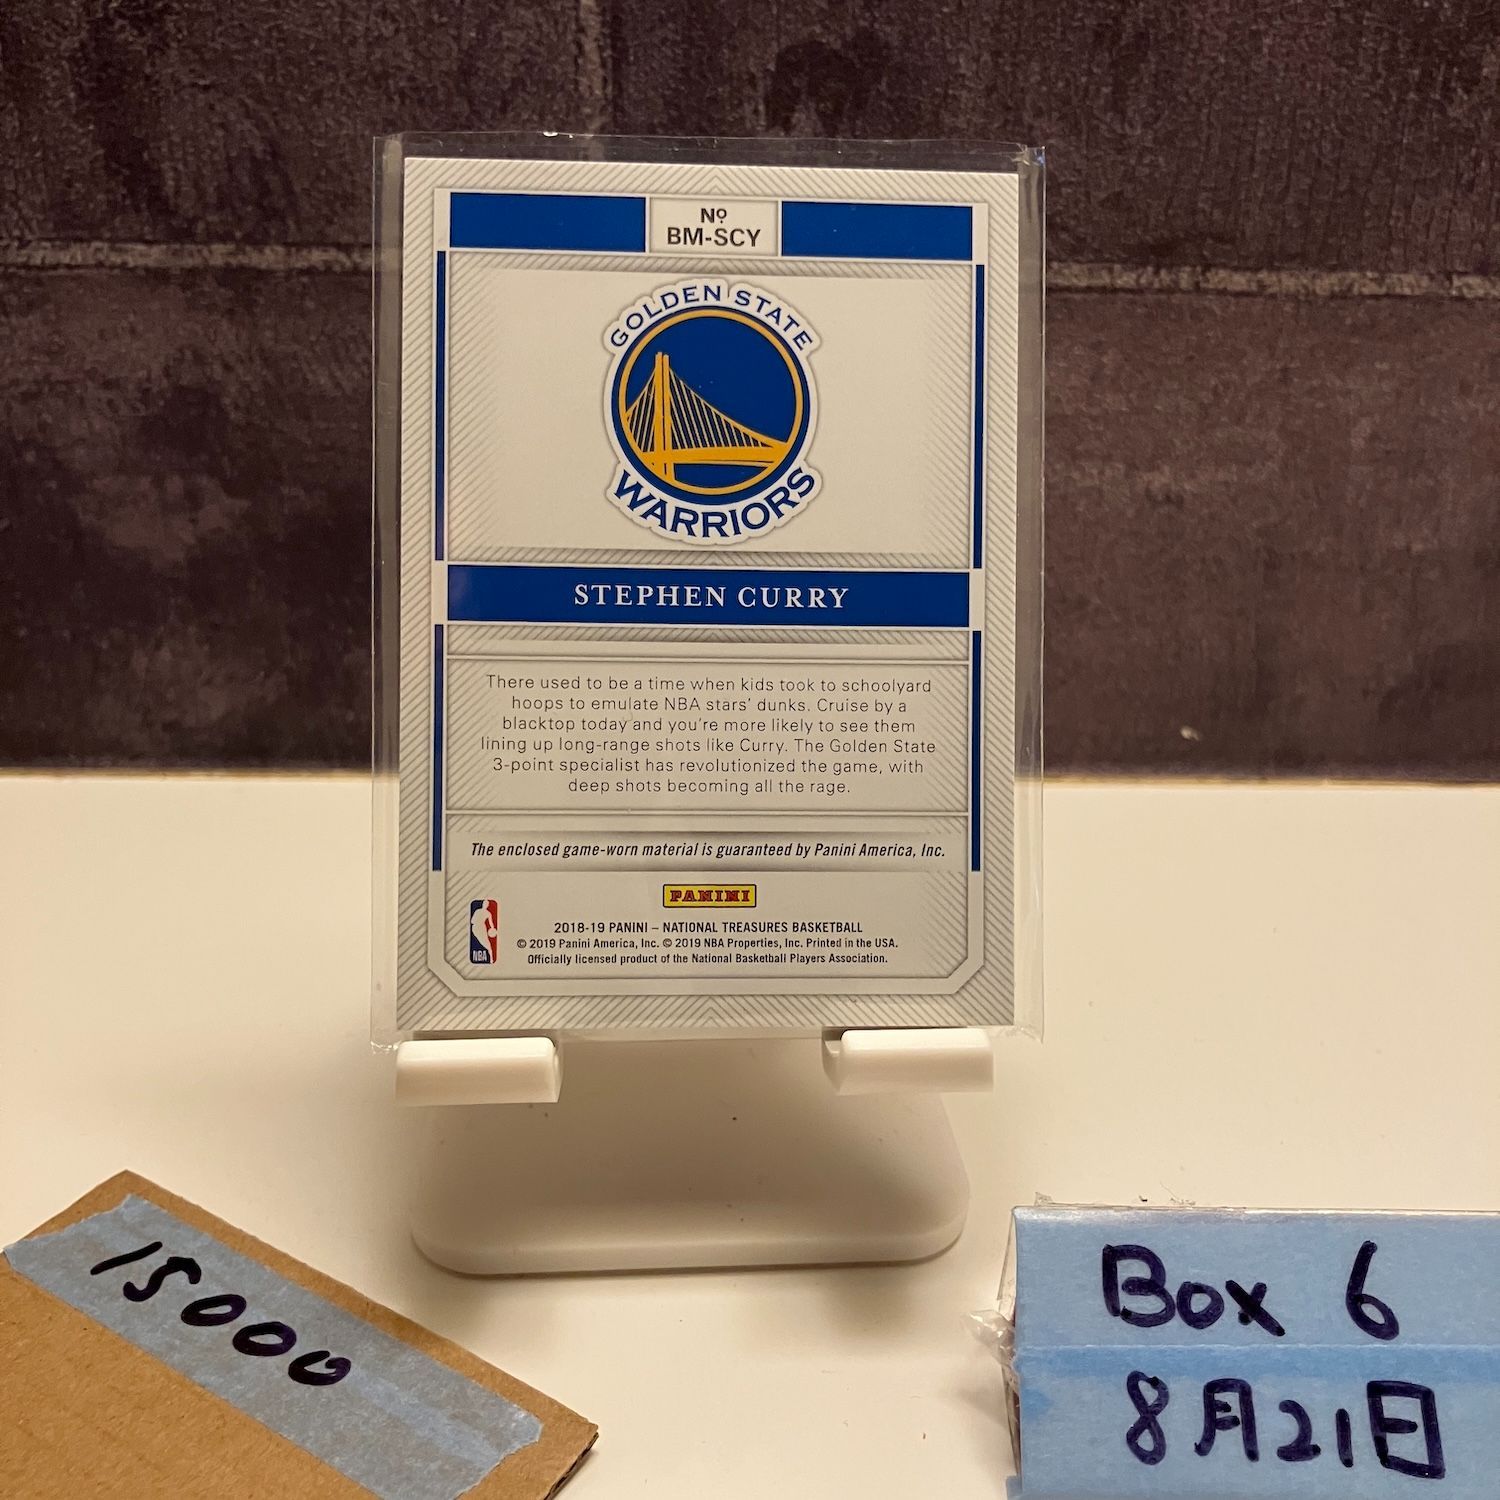 Nº
BM-SCY
GOLDEN STATE
WARRIORS
STEPHEN CURRY
There used to be a time when kids took to schoolyard
hoops to emulate NBA stars' dunks. Cruise by a
blacktop today and you're more likely to see them
lining up long-range shots like Curry. The Golden State
3-point specialist has revolutionized the game, with
deep shots becoming all the rage.
The enclosed game-worn material is guaranteed by Panini America, Inc.
PANINI
NBA
2018-19 PANINI – NATIONAL TREASURES BASKETBALL
© 2019 Panini America, Inc. © 2019 NBA Properties, Inc. Printed in the USA.
Officially licensed product of the National Basketball Players Association.
15000
Box 6
8月21日